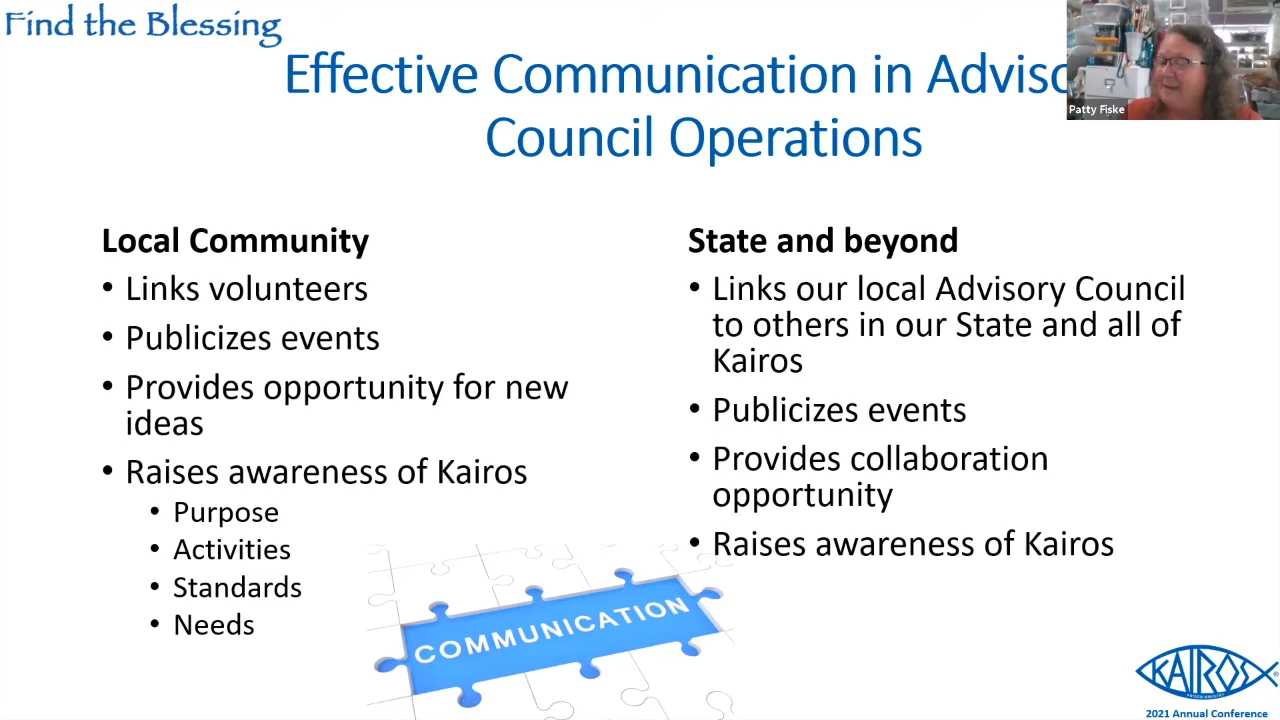 Find the Blessing
Effective Communication in Adviso
Council Operations
Patty Fiske
Local Community
• Links volunteers
• Publicizes events
• Provides opportunity for new
ideas
• Raises awareness of Kairos
• Purpose
• Activities
• Standards
• Needs
State and beyond
• Links our local Advisory Council
to others in our State and all of
Kairos
• Publicizes events
• Provides collaboration
opportunity
• Raises awareness of Kairos
COMMUNICATION
KAIROS
PRISON MINISTRY
®
2021 Annual Conference